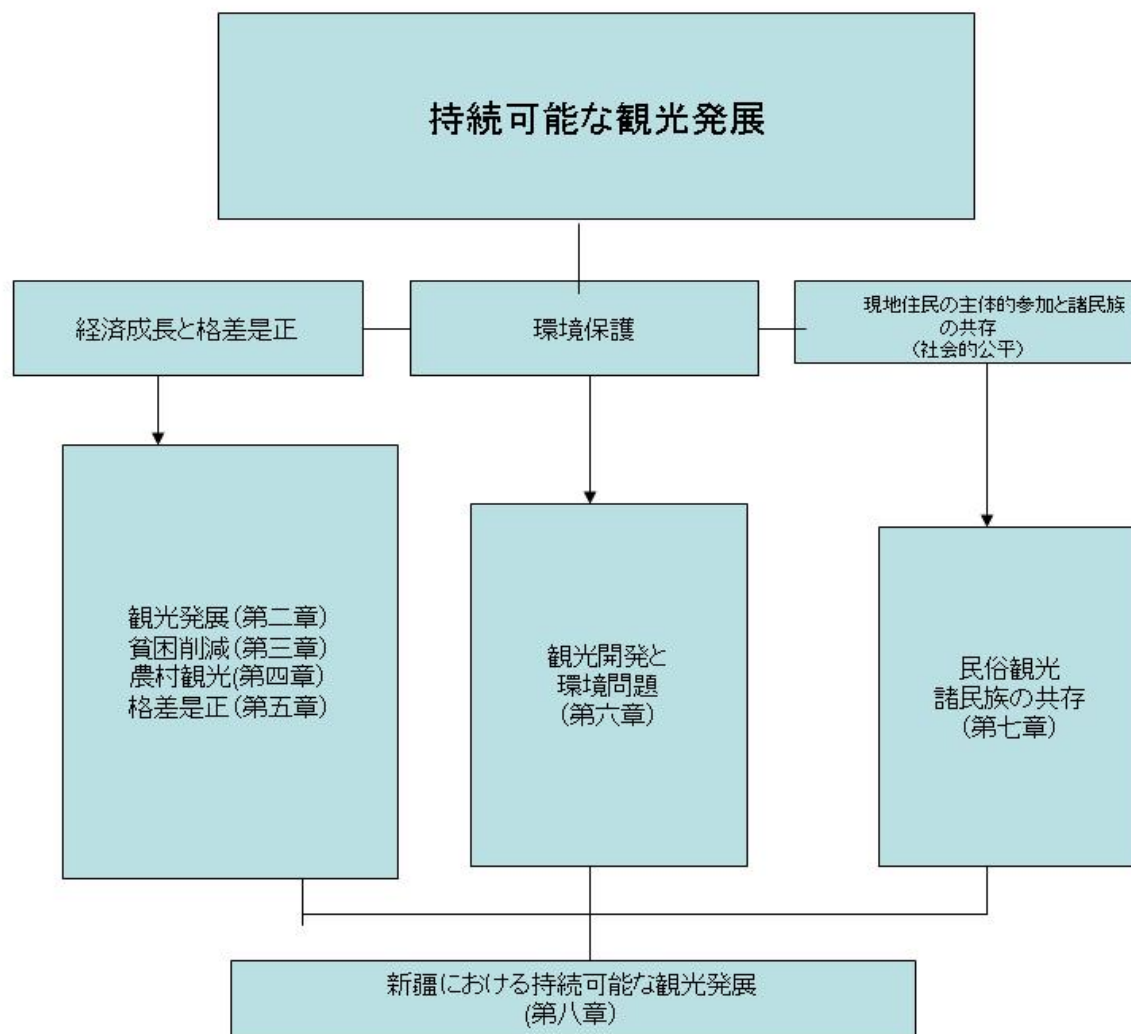 持続可能な観光発展
経済成長と格差是正
環境保護
現地住民の主体的参加と諸民族
の共存
（社会的公平）
観光発展（第二章）
貧困削減（第三章）
農村観光(第四章）
格差是正（第五章）
観光開発と
環境問題
（第六章）
民俗観光
諸民族の共存
（第七章）
新疆における持続可能な観光発展
(第八章）